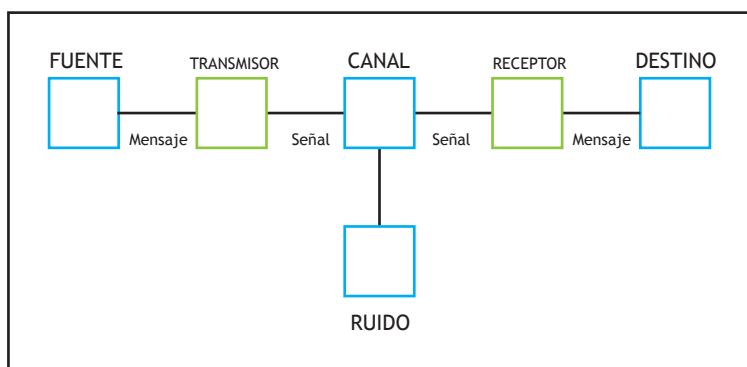 FUENTE
TRANSMISOR
CANAL
RECEPTOR
DESTINO
Mensaje
Señal
Señal
Mensaje
RUIDO